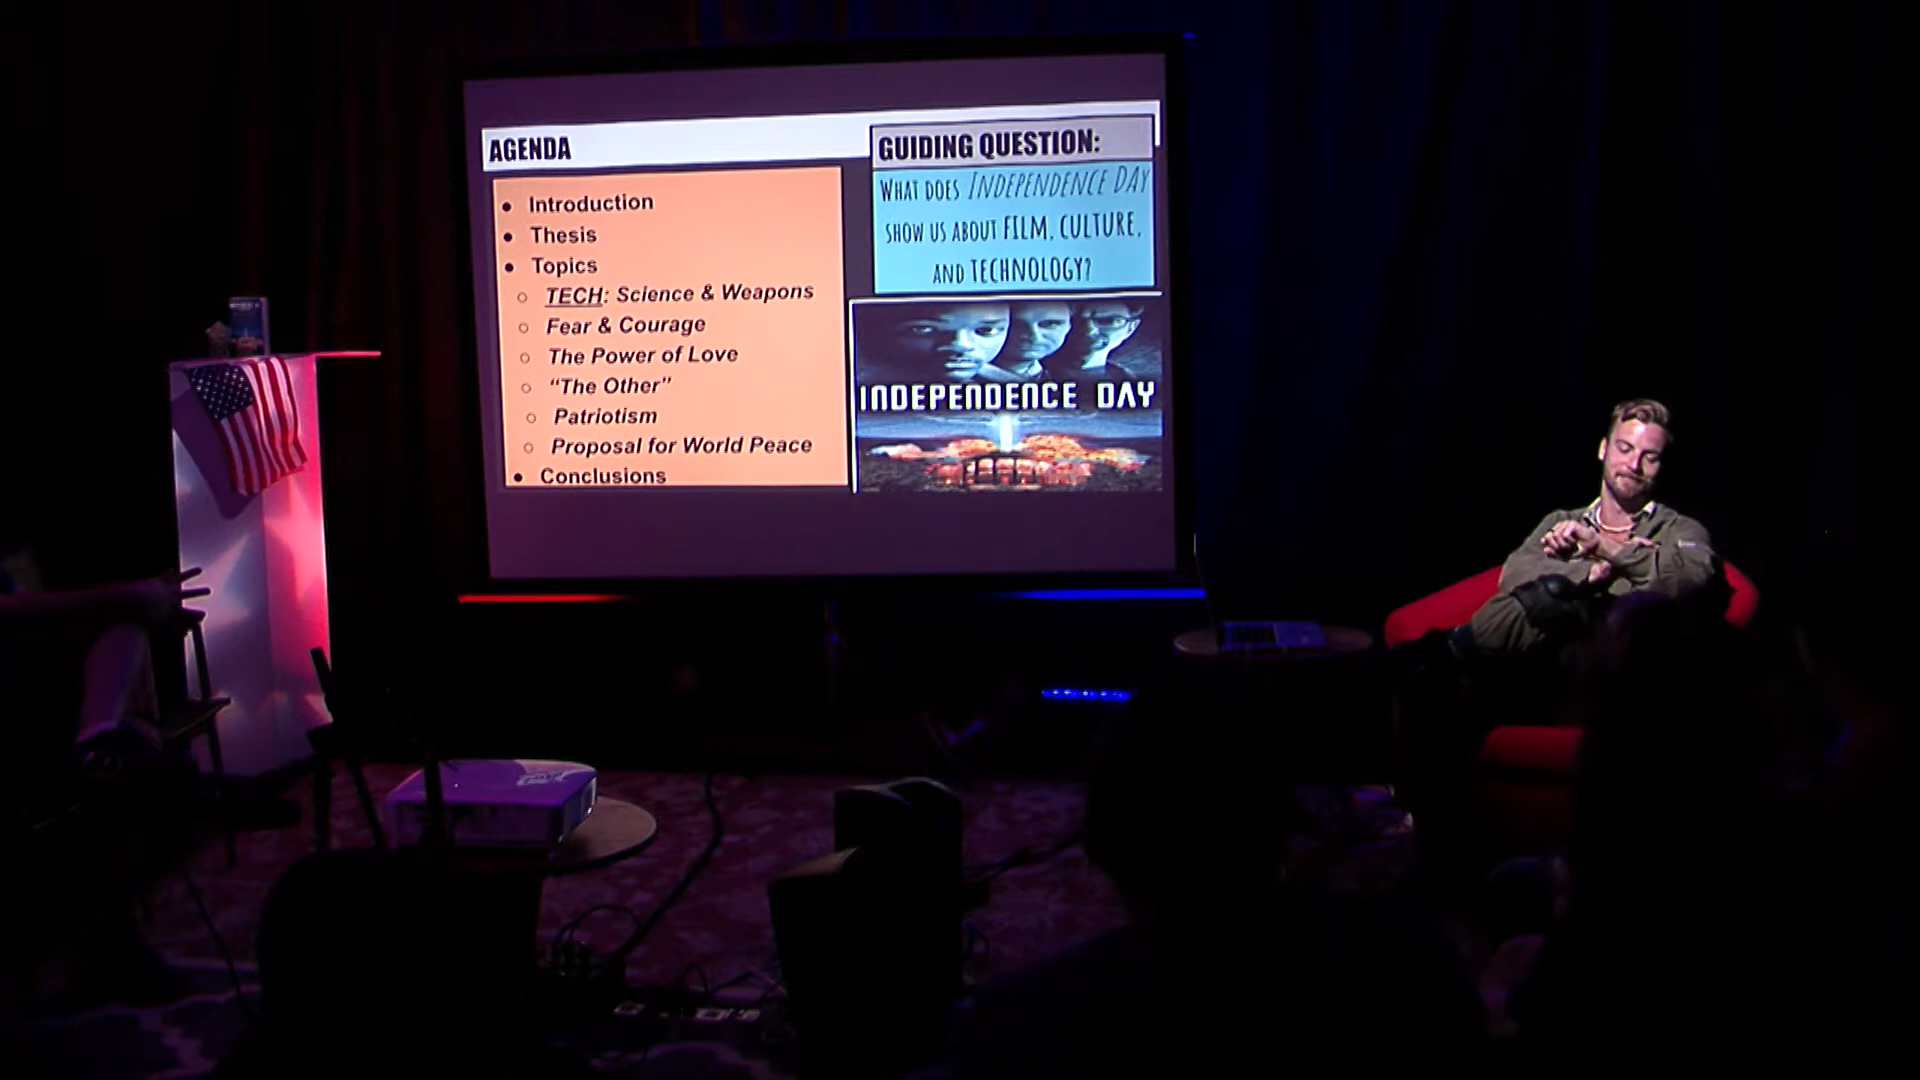 AGENDA
Introduction
Thesis
Topics
TECH: Science & Weapons
Fear & Courage
The Power of Love
“The Other”
Patriotism
Proposal for World Peace
Conclusions
GUIDING QUESTION:
WHAT DOES INDEPENDENCE DAY
SHOW US ABOUT FILM, CULTURE,
AND TECHNOLOGY?
INDEPENDENCE DAY